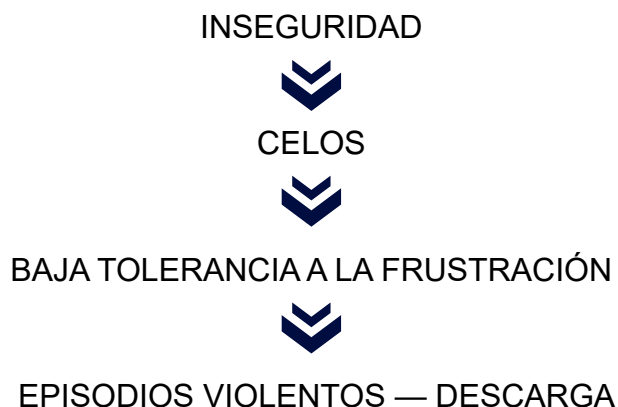 INSEGURIDAD
CELOS
BAJA TOLERANCIA A LA FRUSTRACIÓN
EPISODIOS VIOLENTOS — DESCARGA